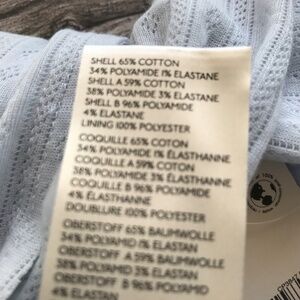 SHELL 65% COTTON
34% POLYAMIDE 1% ELASTANE
SHELL A 59% COTTON
38% POLYAMIDE 3% ELASTANE
SHELL B 96% POLYAMIDE
4% ELASTANE
LINING 100% POLYESTER
COQUILLE 65% COTON
34% POLYAMIDE 1% ÉLASTHANNE
COQUILLE A 59% COTON
38% POLYAMIDE 3% ÉLASTHANNE
COQUILLE B 96% POLYAMIDE
4% ÉLASTHANNE
DOUBLURE 100% POLYESTER
OBERSTOFF 65% BAUMWOLLE
34% POLYAMID 1% ELASTAN
OBERSTOFF A 59% BAUMWOLLE
38% POLYAMID 3% ELASTAN
OBERSTOFF B 96% POLYAMID
4% ELASTAN